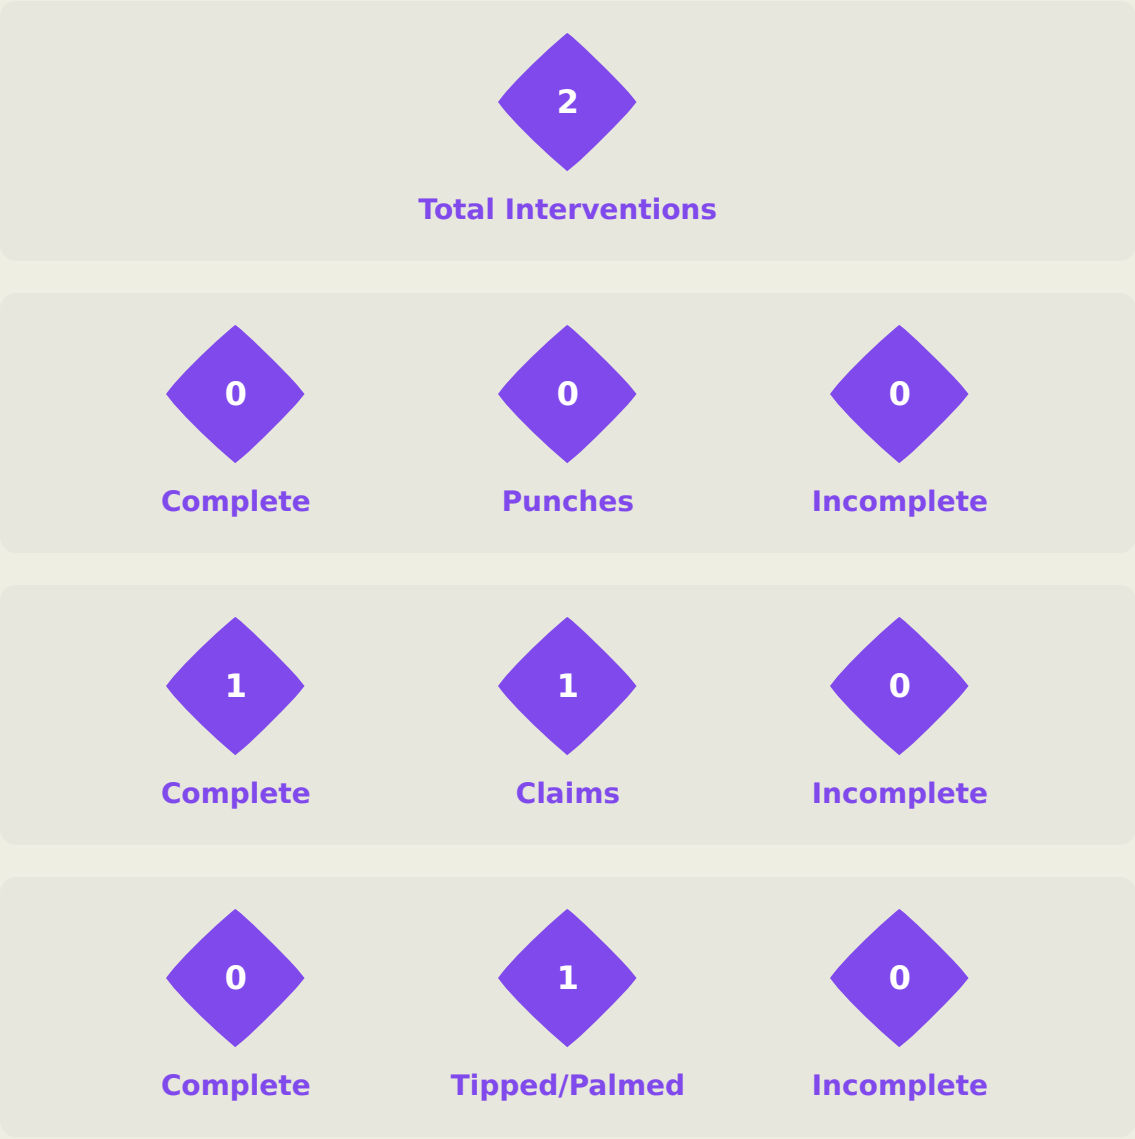 2
Total Interventions
0 0 0
Complete Punches Incomplete
1 1 0
Complete Claims Incomplete
0 1 0
Complete Tipped/Palmed Incomplete